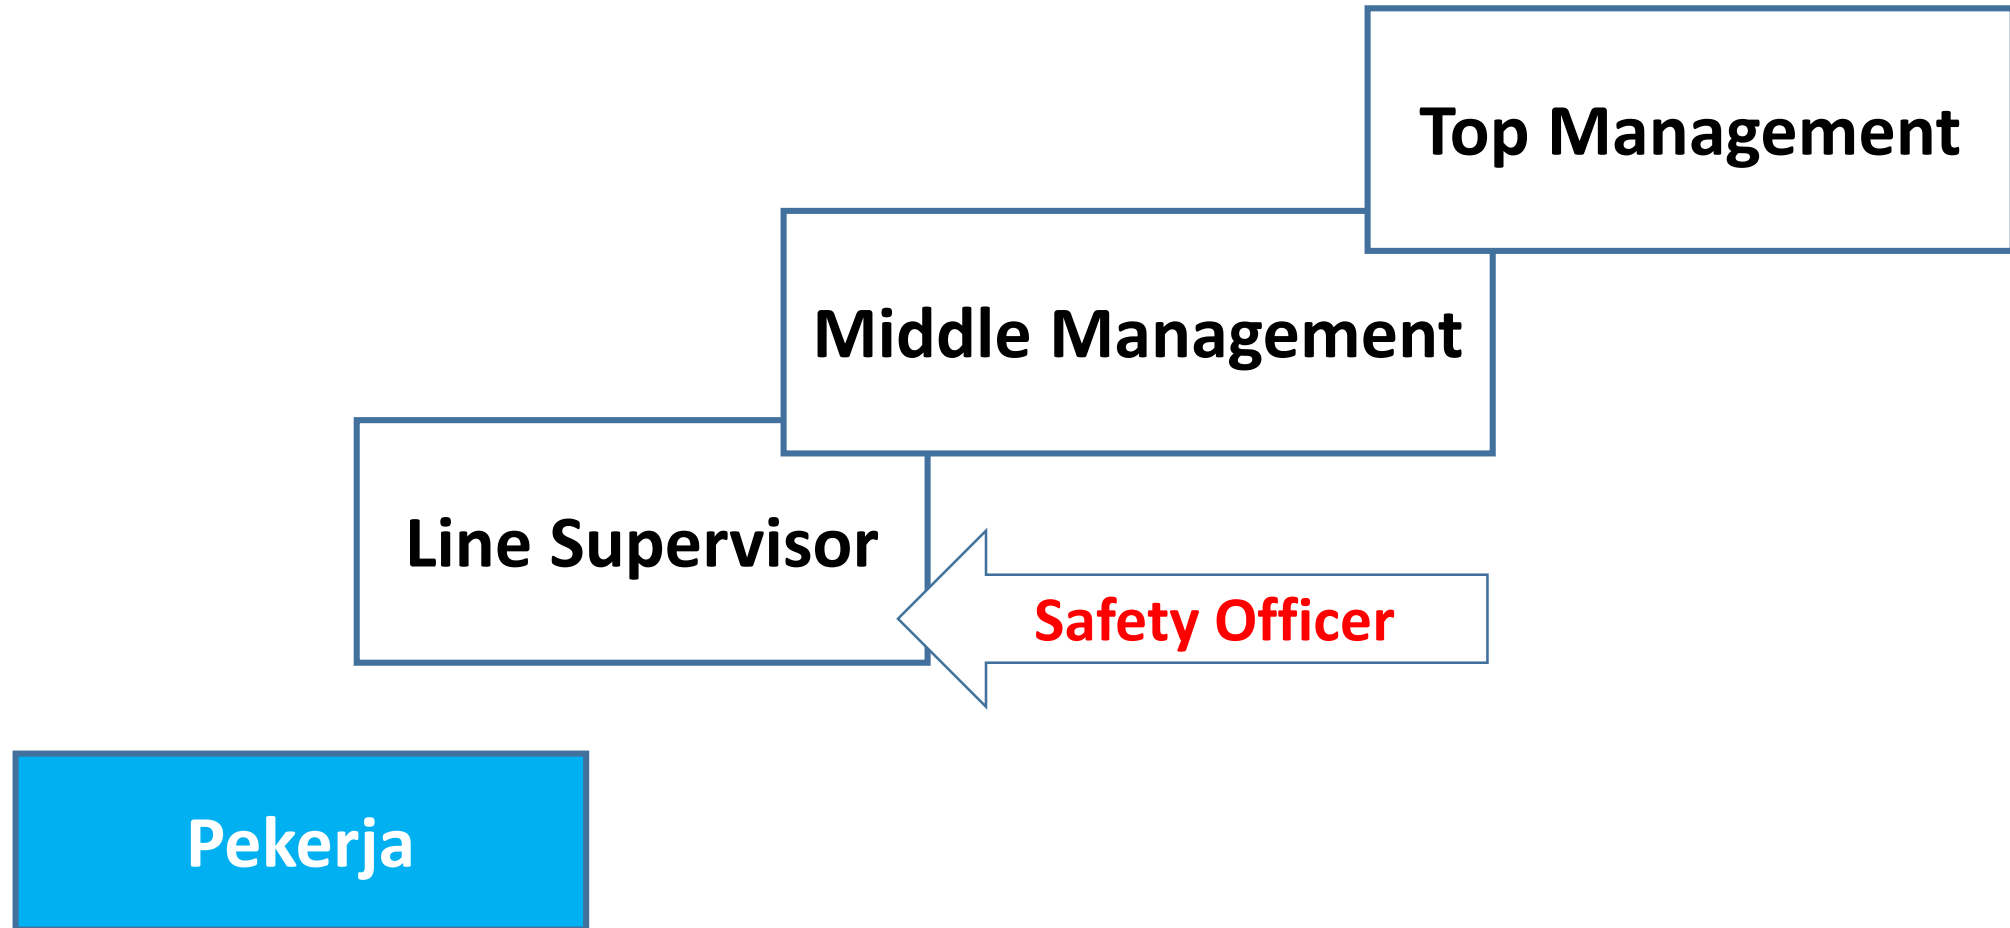 Top Management
Middle Management
Line Supervisor
Safety Officer
Pekerja